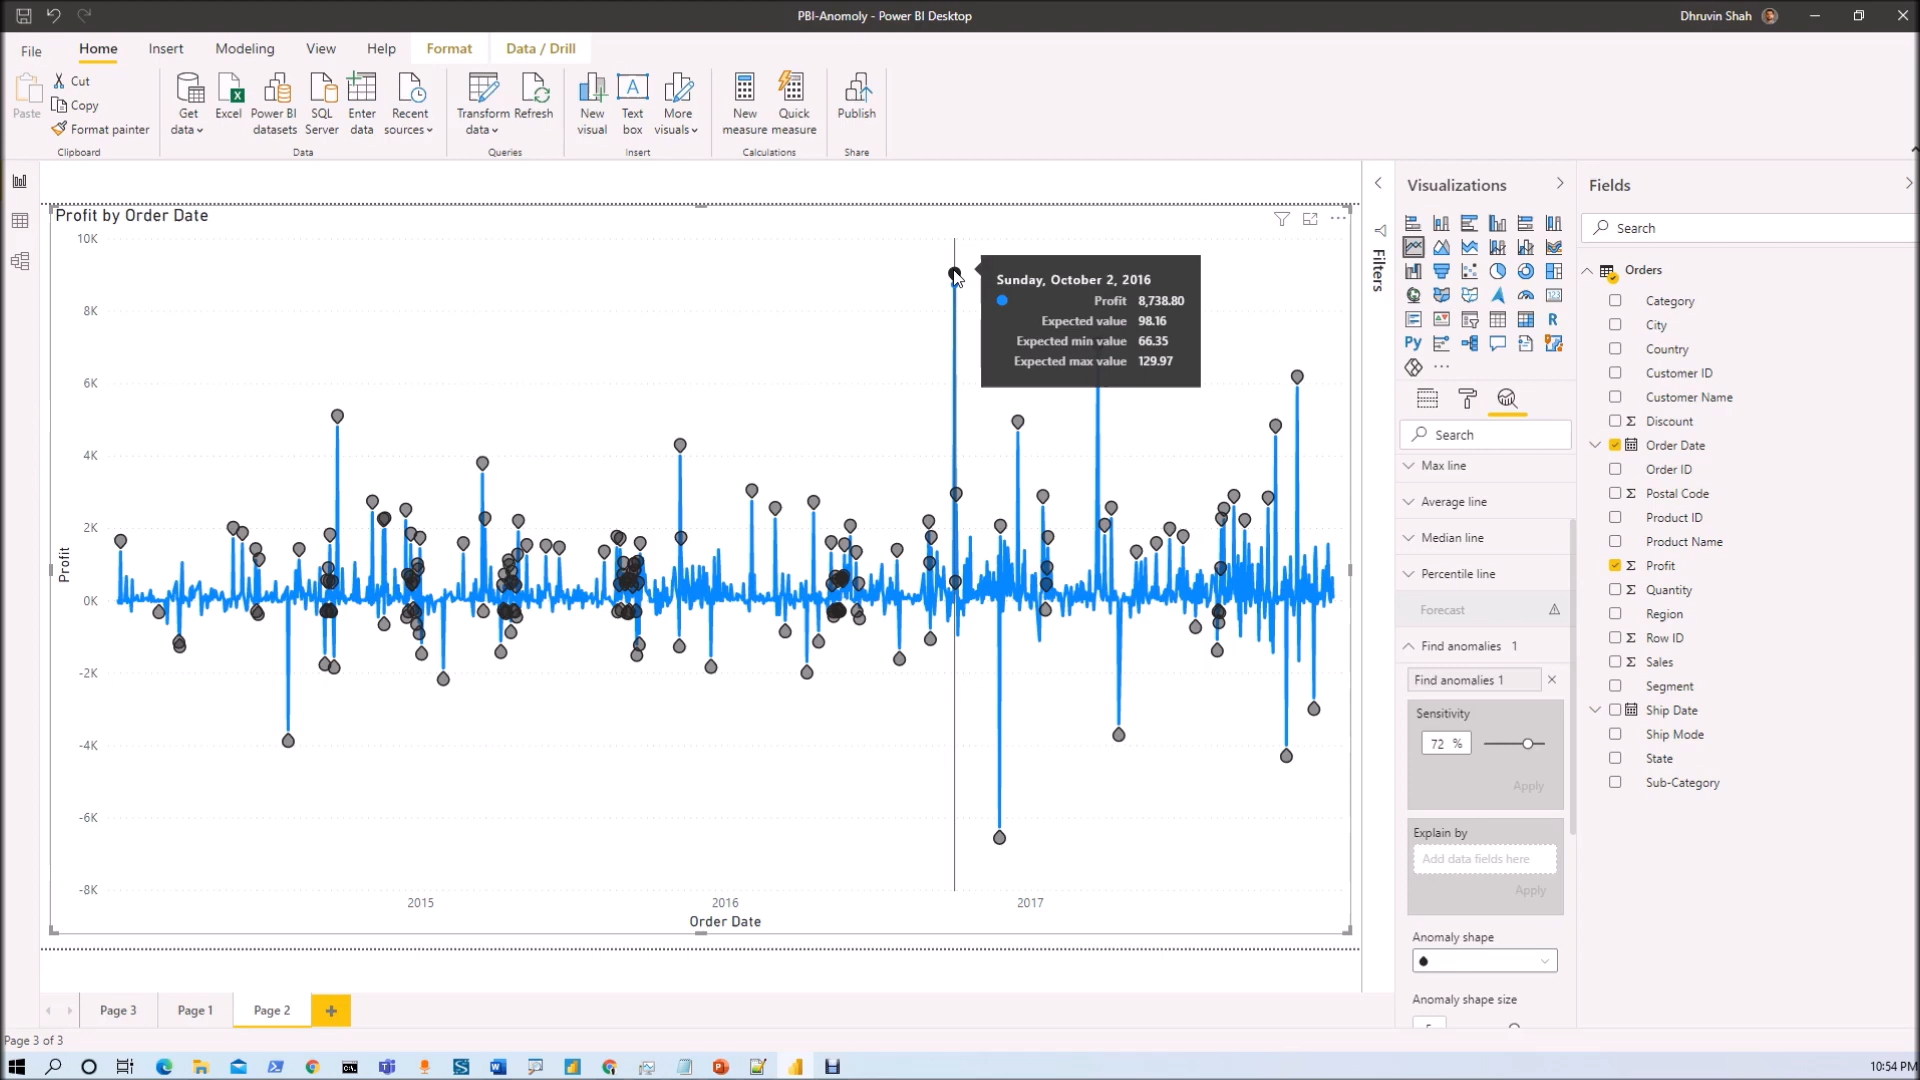 PBI-Anomoly - Power BI Desktop
Dhruvin Shah
File
Home
Insert
Modeling
View
Help
Format
Data / Drill
Paste
Cut
Copy
Format painter
Clipboard
Get data
Excel
Power BI datasets
SQL Server
Enter data
Recent sources
Data
Transform data
Refresh
Queries
New visual
Text box
More visuals
Insert
New measure
Quick measure
Calculations
Publish
Share
Profit by Order Date
10K
8K
6K
4K
2K
0K
-2K
-4K
-6K
-8K
Profit
2015
2016
2017
Order Date
Sunday, October 2, 2016
Profit 8,738.80
Expected value 98.16
Expected min value 66.35
Expected max value 129.97
Filters
Visualizations
123
R
Py
Search
Max line
Average line
Median line
Percentile line
Forecast
Find anomalies 1
Find anomalies 1
Sensitivity
72 %
Apply
Explain by
Add data fields here
Apply
Anomaly shape
Anomaly shape size
Fields
Search
Orders
Category
City
Country
Customer ID
Customer Name
Σ Discount
Order Date
Order ID
Σ Postal Code
Product ID
Product Name
Σ Profit
Σ Quantity
Region
Σ Row ID
Σ Sales
Segment
Ship Date
Ship Mode
State
Sub-Category
Page 3
Page 1
Page 2
Page 3 of 3
10:54 PM